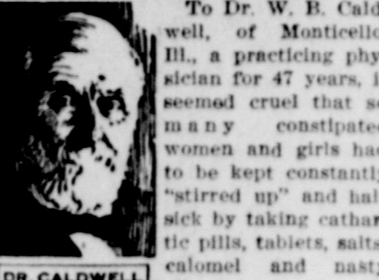 To Dr. W. B. Cald
well, of Monticello
Ill., a practicing phy
sician for 47 years, i
seemed cruel that s
many constipate
women and girls ha
to be kept constantl
"stirred up" and hal
sick by taking cathar
tic pills, tablets, salts
calomel and nast
DR. CALDWELL